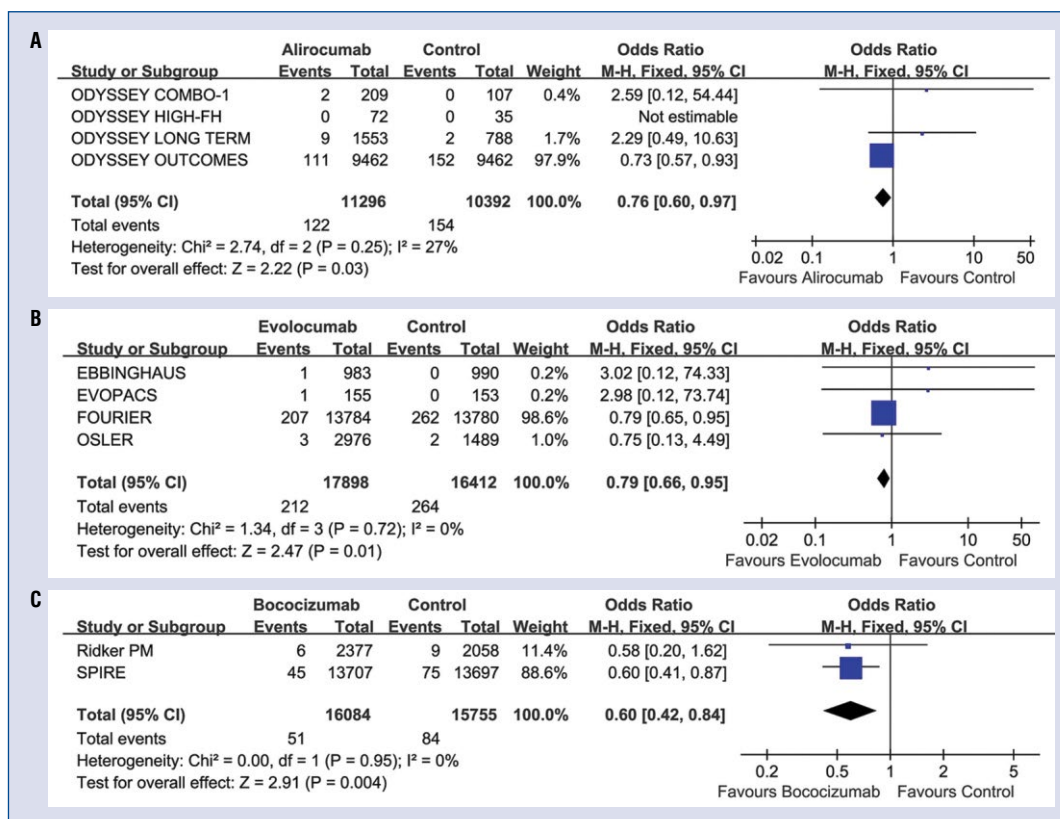 A
Alirocumab Control Odds Ratio Odds Ratio
Study or Subgroup Events Total Events Total Weight M-H, Fixed, 95% CI M-H, Fixed, 95% CI
ODYSSEY COMBO-1 2 209 0 107 0.4% 2.59 [0.12, 54.44]
ODYSSEY HIGH-FH 0 72 0 35 Not estimable
ODYSSEY LONG TERM 9 1553 2 788 1.7% 2.29 [0.49, 10.63]
ODYSSEY OUTCOMES 111 9462 152 9462 97.9% 0.73 [0.57, 0.93]
Total (95% CI) 11296 10392 100.0% 0.76 [0.60, 0.97]
Total events 122 154
Heterogeneity: Chi² = 2.74, df = 2 (P = 0.25); I² = 27%
Test for overall effect: Z = 2.22 (P = 0.03)
0.02 0.1 1 10 50
Favours Alirocumab Favours Control
B
Evolocumab Control Odds Ratio Odds Ratio
Study or Subgroup Events Total Events Total Weight M-H, Fixed, 95% CI M-H, Fixed, 95% CI
EBBINGHAUS 1 983 0 990 0.2% 3.02 [0.12, 74.33]
EVOPACS 1 155 0 153 0.2% 2.98 [0.12, 73.74]
FOURIER 207 13784 262 13780 98.6% 0.79 [0.65, 0.95]
OSLER 3 2976 2 1489 1.0% 0.75 [0.13, 4.49]
Total (95% CI) 17898 16412 100.0% 0.79 [0.66, 0.95]
Total events 212 264
Heterogeneity: Chi² = 1.34, df = 3 (P = 0.72); I² = 0%
Test for overall effect: Z = 2.47 (P = 0.01)
0.02 0.1 1 10 50
Favours Evolocumab Favours Control
C
Bococizumab Control Odds Ratio Odds Ratio
Study or Subgroup Events Total Events Total Weight M-H, Fixed, 95% CI M-H, Fixed, 95% CI
Ridker PM 6 2377 9 2058 11.4% 0.58 [0.20, 1.62]
SPIRE 45 13707 75 13697 88.6% 0.60 [0.41, 0.87]
Total (95% CI) 16084 15755 100.0% 0.60 [0.42, 0.84]
Total events 51 84
Heterogeneity: Chi² = 0.00, df = 1 (P = 0.95); I² = 0%
Test for overall effect: Z = 2.91 (P = 0.004)
0.2 0.5 1 2 5
Favours Bococizumab Favours Control